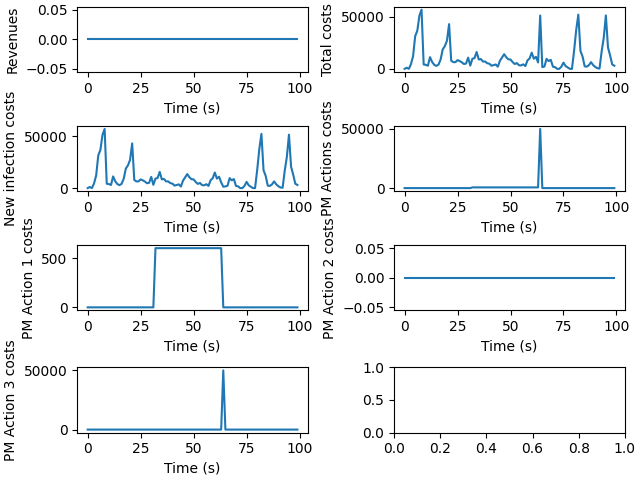 Revenues
0.05
0.00
−0.05
0 25 50 75 100
Time (s)
Total costs
50000
0
0 25 50 75 100
Time (s)
New infection costs
50000
0
0 25 50 75 100
Time (s)
PM Actions costs
50000
0
0 25 50 75 100
Time (s)
PM Action 1 costs
500
0
0 25 50 75 100
Time (s)
PM Action 2 costs
0.05
0.00
−0.05
0 25 50 75 100
Time (s)
PM Action 3 costs
50000
0
0 25 50 75 100
Time (s)
1.0
0.5
0.0
0.0 0.2 0.4 0.6 0.8 1.0